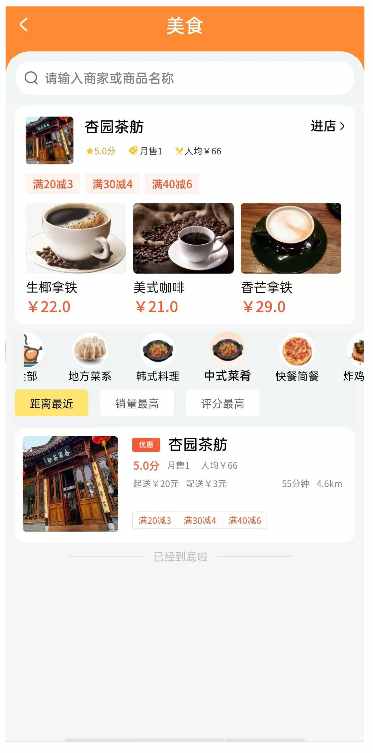 美食
请输入商家或商品名称
杏园茶舫
进店
5.0分 月售1 人均￥66
满20减3 满30减4 满40减6
生椰拿铁 美式咖啡 香芒拿铁
￥22.0 ￥21.0 ￥29.0
部 地方菜系 韩式料理 中式菜肴 快餐简餐 炸鸡
距离最近 销量最高 评分最高
优惠 杏园茶舫
5.0分 月售1 人均￥66
起送￥20元 配送￥3元 55分钟 4.6km
满20减3 满30减4 满40减6
已经到底啦